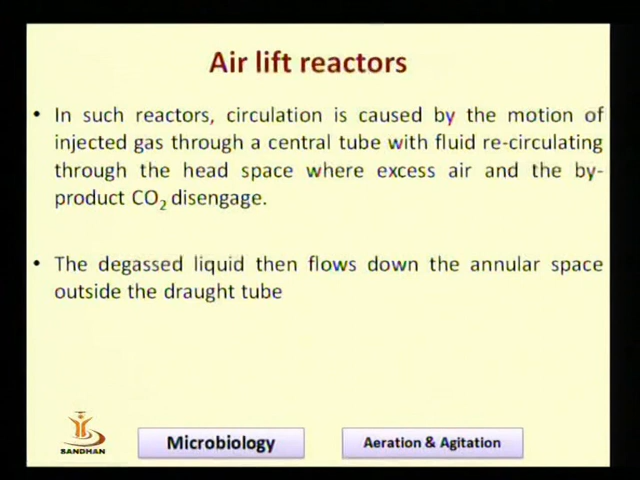 Air lift reactors
• In such reactors, circulation is caused by the motion of
injected gas through a central tube with fluid re-circulating
through the head space where excess air and the by-
product CO₂ disengage.
• The degassed liquid then flows down the annular space
outside the draught tube
SANDHAN
Microbiology
Aeration & Agitation